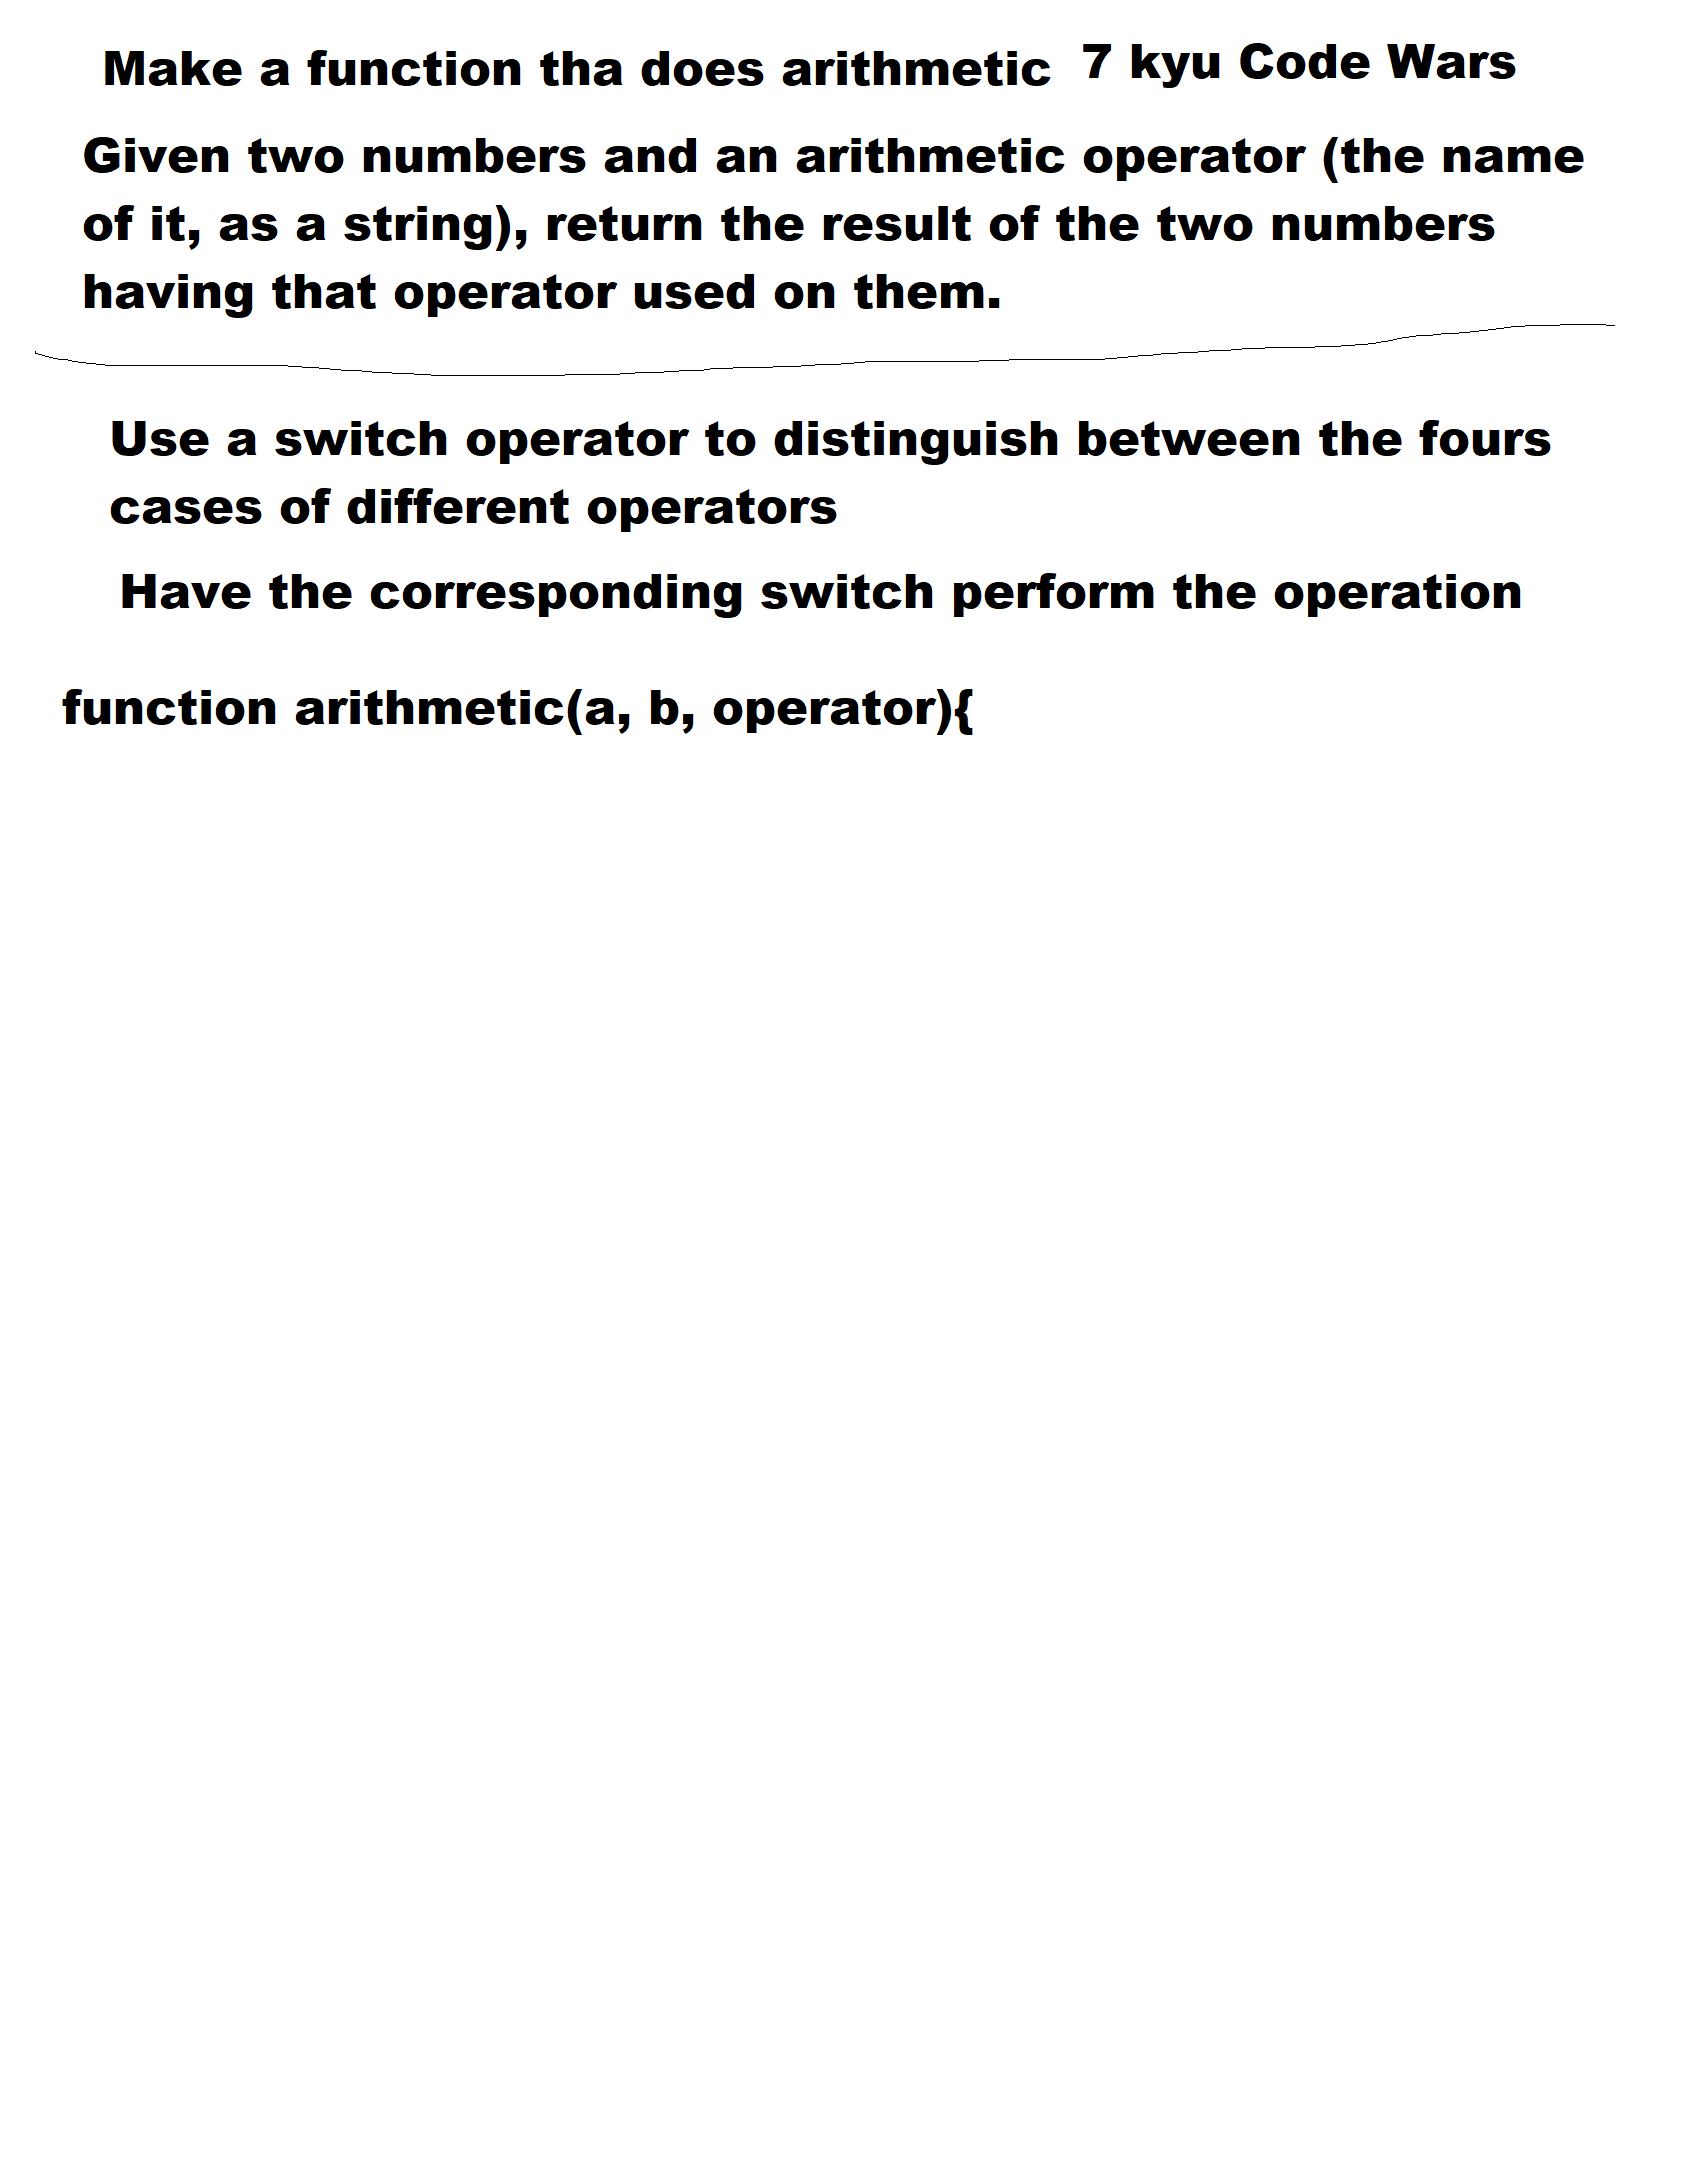 Make a function tha does arithmetic 7 kyu Code Wars
Given two numbers and an arithmetic operator (the name
of it, as a string), return the result of the two numbers
having that operator used on them.
Use a switch operator to distinguish between the fours
cases of different operators
Have the corresponding switch perform the operation
function arithmetic(a, b, operator){